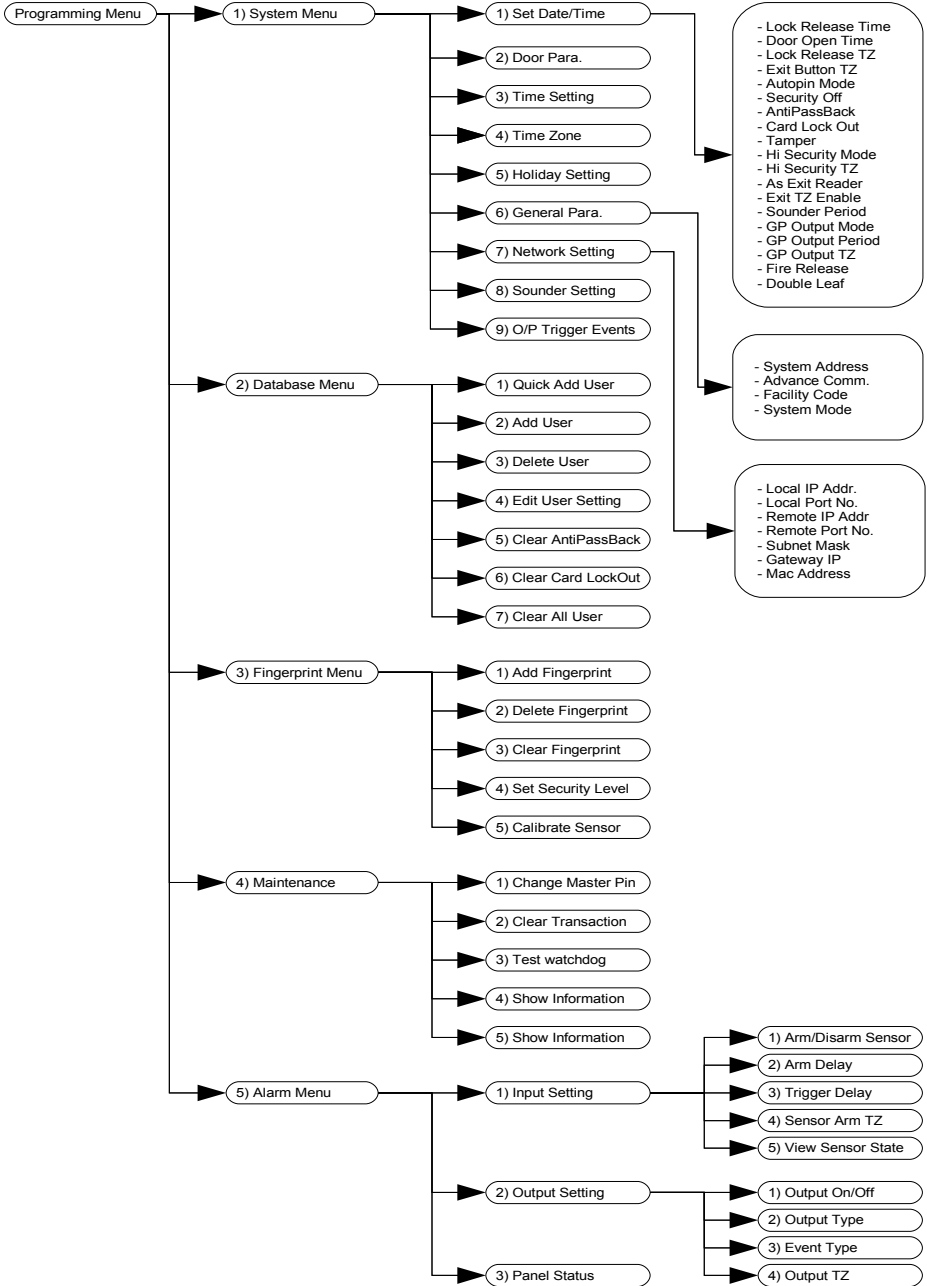 Programming Menu
1) System Menu
1) Set Date/Time
2) Door Para.
3) Time Setting
4) Time Zone
5) Holiday Setting
6) General Para.
7) Network Setting
8) Sounder Setting
9) O/P Trigger Events
- Lock Release Time
- Door Open Time
- Lock Release TZ
- Exit Button TZ
- Autopin Mode
- Security Off
- AntiPassBack
- Card Lock Out
- Tamper
- Hi Security Mode
- Hi Security TZ
- As Exit Reader
- Exit TZ Enable
- Sounder Period
- GP Output Mode
- GP Output Period
- GP Output TZ
- Fire Release
- Double Leaf
- System Address
- Advance Comm.
- Facility Code
- System Mode
- Local IP Addr.
- Local Port No.
- Remote IP Addr
- Remote Port No.
- Subnet Mask
- Gateway IP
- Mac Address
2) Database Menu
1) Quick Add User
2) Add User
3) Delete User
4) Edit User Setting
5) Clear AntiPassBack
6) Clear Card LockOut
7) Clear All User
3) Fingerprint Menu
1) Add Fingerprint
2) Delete Fingerprint
3) Clear Fingerprint
4) Set Security Level
5) Calibrate Sensor
4) Maintenance
1) Change Master Pin
2) Clear Transaction
3) Test watchdog
4) Show Information
5) Show Information
5) Alarm Menu
1) Input Setting
1) Arm/Disarm Sensor
2) Arm Delay
3) Trigger Delay
4) Sensor Arm TZ
5) View Sensor State
2) Output Setting
1) Output On/Off
2) Output Type
3) Event Type
4) Output TZ
3) Panel Status